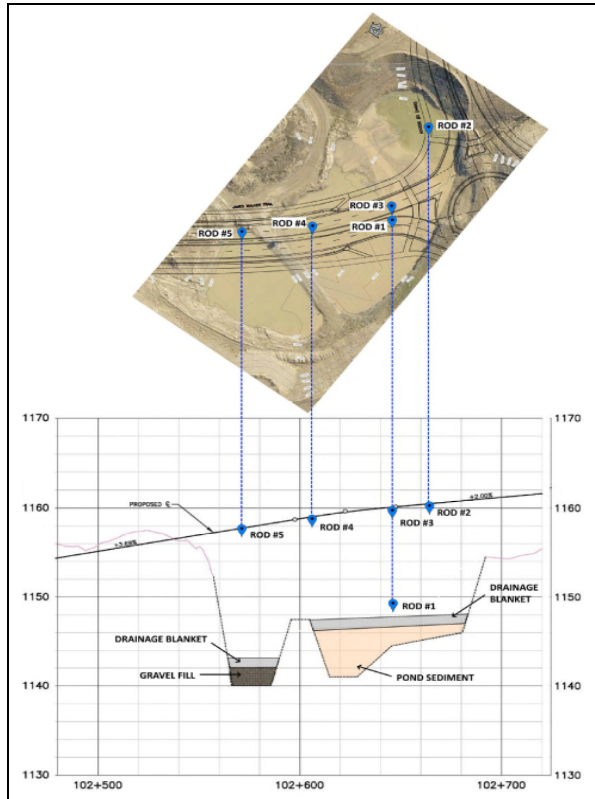 ROD #2
ROD #3
ROD #4
ROD #1
ROD #5
1170
1170
+2.00%
1160
PROPOSED ȼ
1160
ROD #2
ROD #3
ROD #4
ROD #5
+3.69%
DRAINAGE
BLANKET
1150
ROD #1
1150
DRAINAGE BLANKET
GRAVEL FILL
POND SEDIMENT
1140
1140
1130
1130
102+500
102+600
102+700